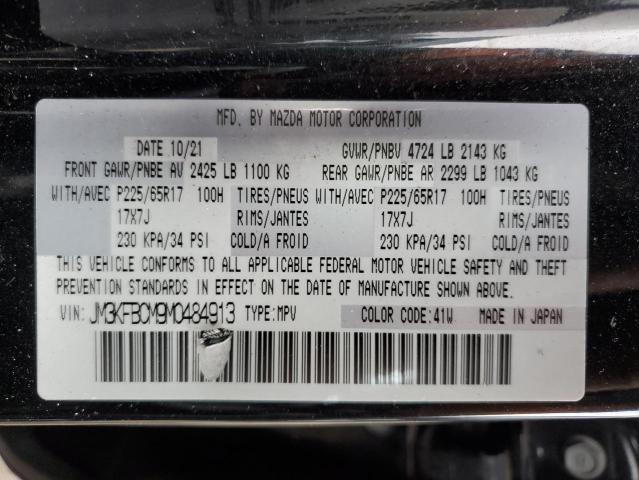 MFD. BY MAZDA MOTOR CORPORATION
DATE 10/21 GVWR/PNBV 4724 LB 2143 KG
FRONT GAWR/PNBE AV 2425 LB 1100 KG REAR GAWR/PNBE AR 2299 LB 1043 KG
WITH/AVEC P225/65R17 100H TIRES/PNEUS WITH/AVEC P225/65R17 100H TIRES/PNEUS
17X7J RIMS/JANTES 17X7J RIMS/JANTES
230 KPA/34 PSI COLD/A FROID 230 KPA/34 PSI COLD/A FROID
THIS VEHICLE CONFORMS TO ALL APPLICABLE FEDERAL MOTOR VEHICLE SAFETY AND THEFT
PREVENTION STANDARDS IN EFFECT ON THE DATE OF MANUFACTURE SHOWN ABOVE.
VIN: JM3KFBCM9M0484913 TYPE: MPV COLOR CODE: 41W MADE IN JAPAN